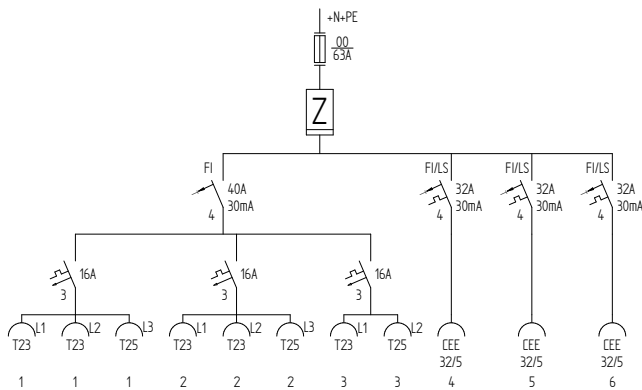 +N+PE
00
63A
Z
FI
40A
30mA
4
FI/LS
32A
30mA
4
FI/LS
32A
30mA
4
FI/LS
32A
30mA
4
16A
3
16A
3
16A
3
L1 L2 L3 L1 L2 L3 L1 L2
T23 T23 T25 T23 T23 T25 T23 T25 CEE CEE CEE
32/5 32/5 32/5
1 1 1 2 2 2 3 3 4 5 6